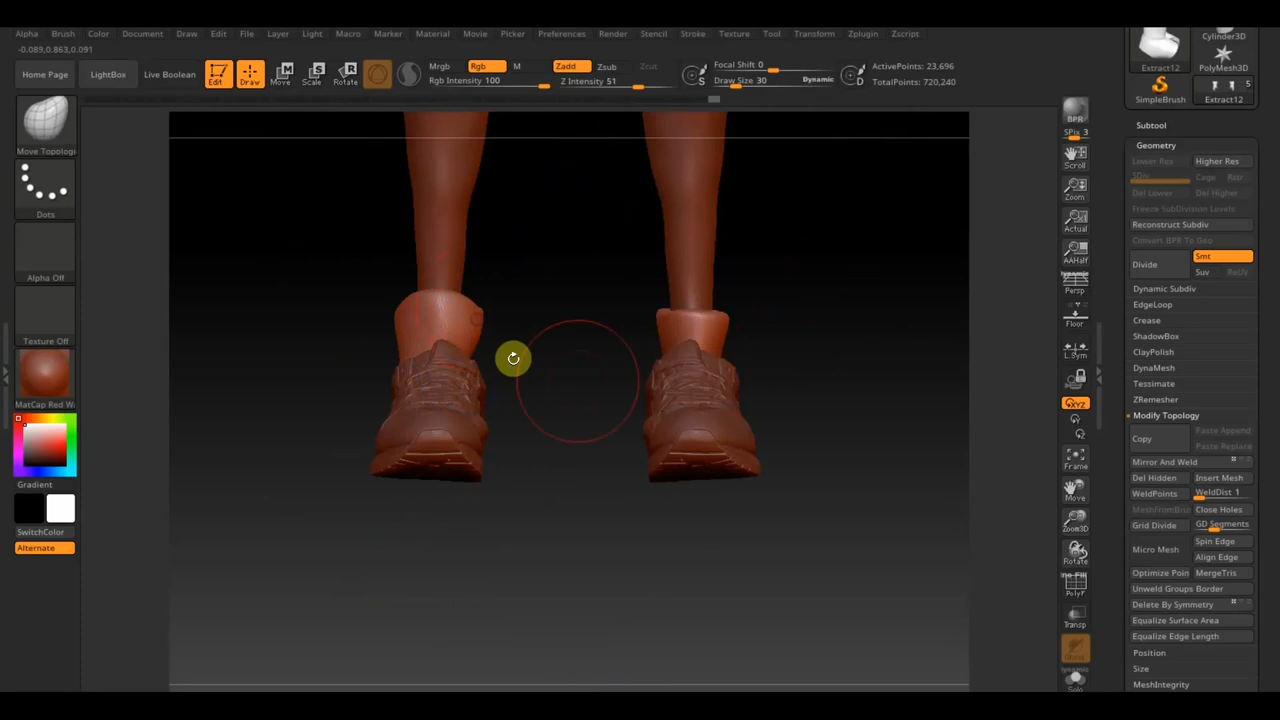 Alpha Brush Color Document Draw Edit File Layer Light Macro Marker Material Movie Picker Preferences Render Stencil Stroke Texture Tool Transform Zplugin Zscript
-0.089,0.863,0.091
Home Page LightBox Live Boolean Edit Draw Move Scale Rotate
Mrgb Rgb M Zadd Zsub Zcut
Rgb Intensity 100 Z Intensity 51
S Focal Shift 0
Draw Size 30 Dynamic
D ActivePoints: 23,696
TotalPoints: 720,240
Extract12 Cylinder3D
PolyMesh3D
SimpleBrush 5 Extract12
Move Topologi
Dots
Alpha Off
Texture Off
MatCap Red W
Gradient
SwitchColor
Alternate
BPR
SPix 3
Scroll
Zoom
Actual
AAHalf
Dynamic
Persp
Floor
L.Sym
XYZ
Y
Z
Frame
Move
Zoom3D
Rotate
PolyF
Transp
Ghost
Dynamic
Solo
Subtool
Geometry
Lower Res Higher Res
SDiv Cage Rstr
Del Lower Del Higher
Freeze SubDivision Levels
Reconstruct Subdiv
Convert BPR To Geo
Divide Smt
Suv ReUV
Dynamic Subdiv
EdgeLoop
Crease
ShadowBox
ClayPolish
DynaMesh
Tessimate
ZRemesher
Modify Topology
Copy Paste Append
Paste Replace
Mirror And Weld
Del Hidden Insert Mesh
WeldPoints WeldDist 1
MeshFromBru Close Holes
Grid Divide GD Segments
Micro Mesh Spin Edge
Align Edge
Optimize Poin MergeTris
Unweld Groups Border
Delete By Symmetry
Equalize Surface Area
Equalize Edge Length
Position
Size
MeshIntegrity